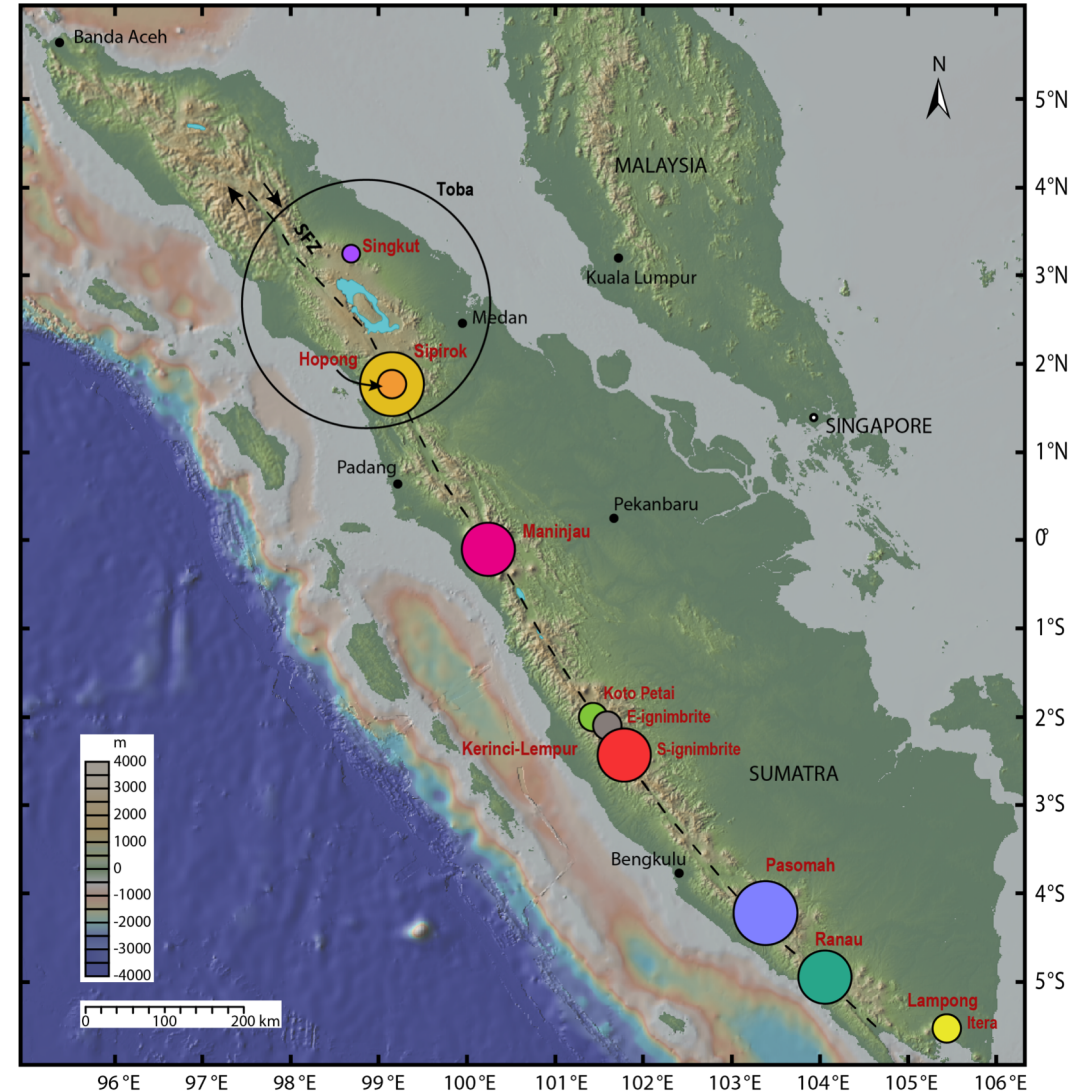 Banda Aceh
N
5°N
MALAYSIA
4°N
Toba
SFZ
Singkut
3°N
Kuala Lumpur
Medan
Sipirok
Hopong
2°N
SINGAPORE
1°N
Padang
Pekanbaru
Maninjau
0°
1°S
Koto Petai
E-ignimbrite
2°S
Kerinci-Lempur
S-ignimbrite
SUMATRA
m
4000
3000
2000
1000
0
-1000
-2000
-3000
-4000
3°S
Bengkulu
Pasomah
4°S
Ranau
5°S
Lampong
Itera
0 200 km
96°E 97°E 98°E 99°E 100°E 101°E 102°E 103°E 104°E 105°E 106°E